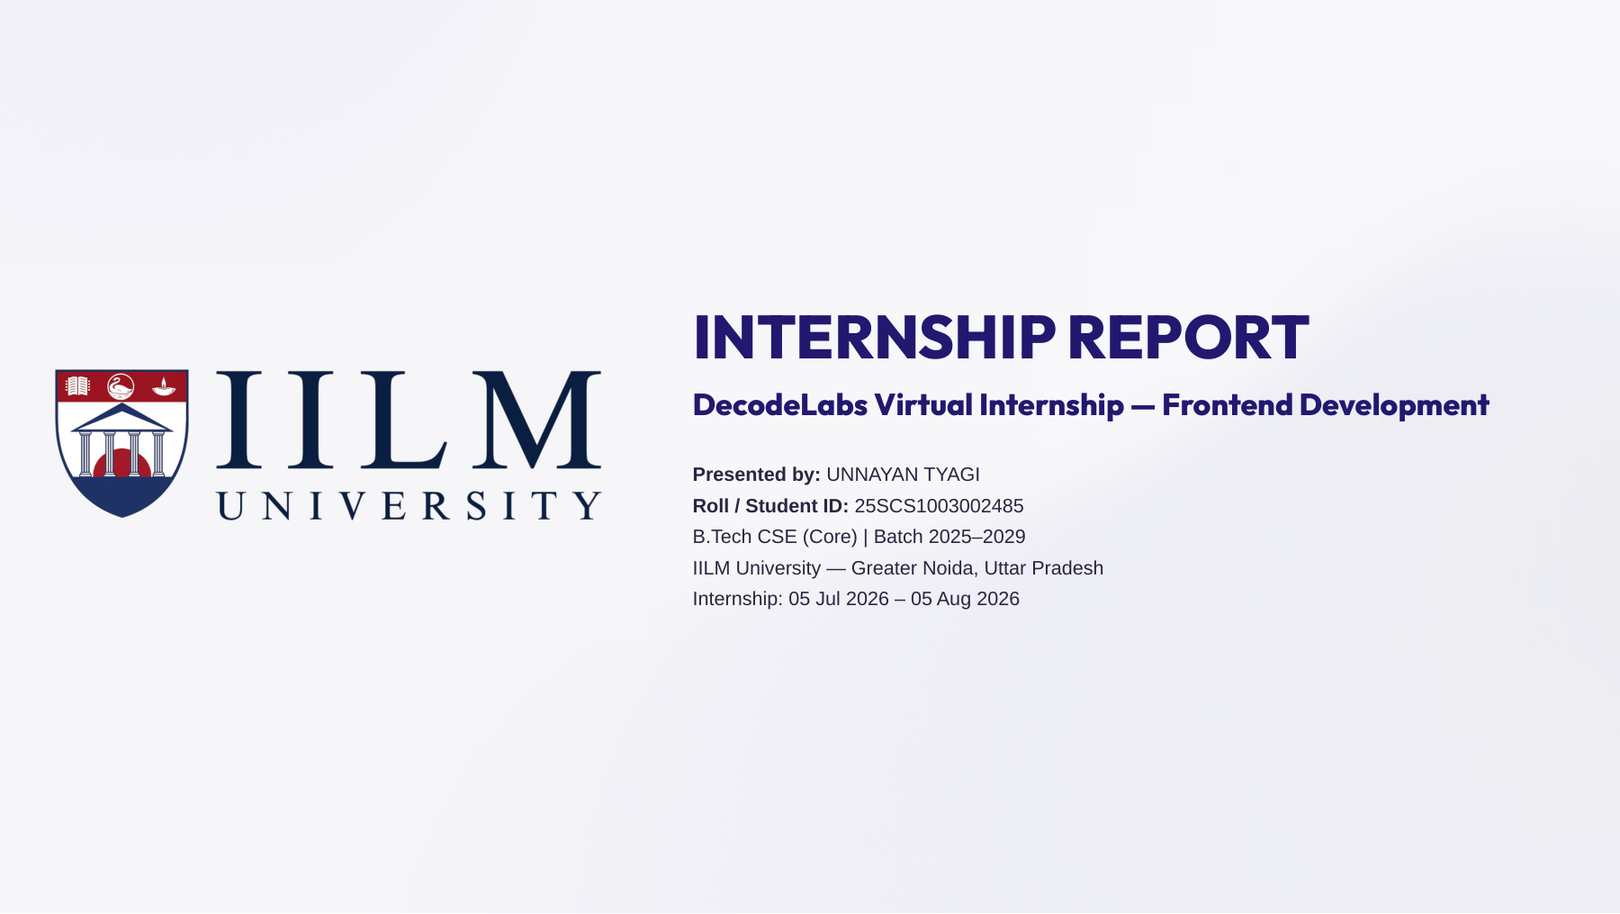 IILM
UNIVERSITY
INTERNSHIP REPORT
DecodeLabs Virtual Internship — Frontend Development
Presented by: UNNAYAN TYAGI
Roll / Student ID: 25SCS1003002485
B.Tech CSE (Core) | Batch 2025–2029
IILM University — Greater Noida, Uttar Pradesh
Internship: 05 Jul 2026 – 05 Aug 2026